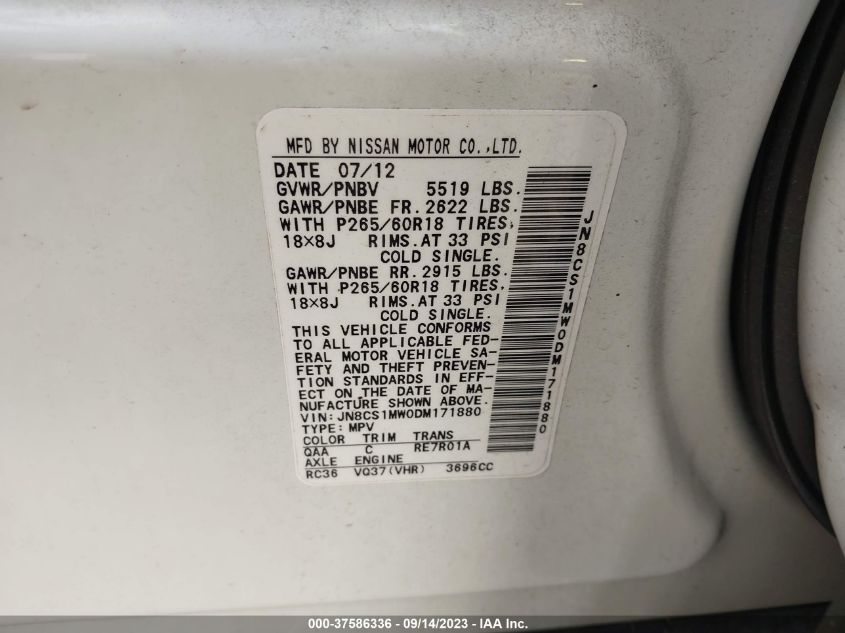 MFD BY NISSAN MOTOR CO.,LTD.
DATE 07/12
GVWR/PNBV 5519 LBS.
GAWR/PNBE FR. 2622 LBS.
WITH P265/60R18 TIRES,
18×8J RIMS. AT 33 PSI
COLD SINGLE.
GAWR/PNBE RR. 2915 LBS.
WITH P265/60R18 TIRES,
18×8J RIMS. AT 33 PSI
COLD SINGLE.
THIS VEHICLE CONFORMS
TO ALL APPLICABLE FED-
ERAL MOTOR VEHICLE SA-
FETY AND THEFT PREVEN-
TION STANDARDS IN EFF-
ECT ON THE DATE OF MA-
NUFACTURE SHOWN ABOVE.
VIN: JN8CS1MW0DM171880
TYPE: MPV
COLOR TRIM TRANS
QAA C RE7R01A
AXLE ENGINE
RC36 VQ37(VHR) 3696CC
JN8CS1MW0DM171880
000-37586336 - 09/14/2023 - IAA Inc.